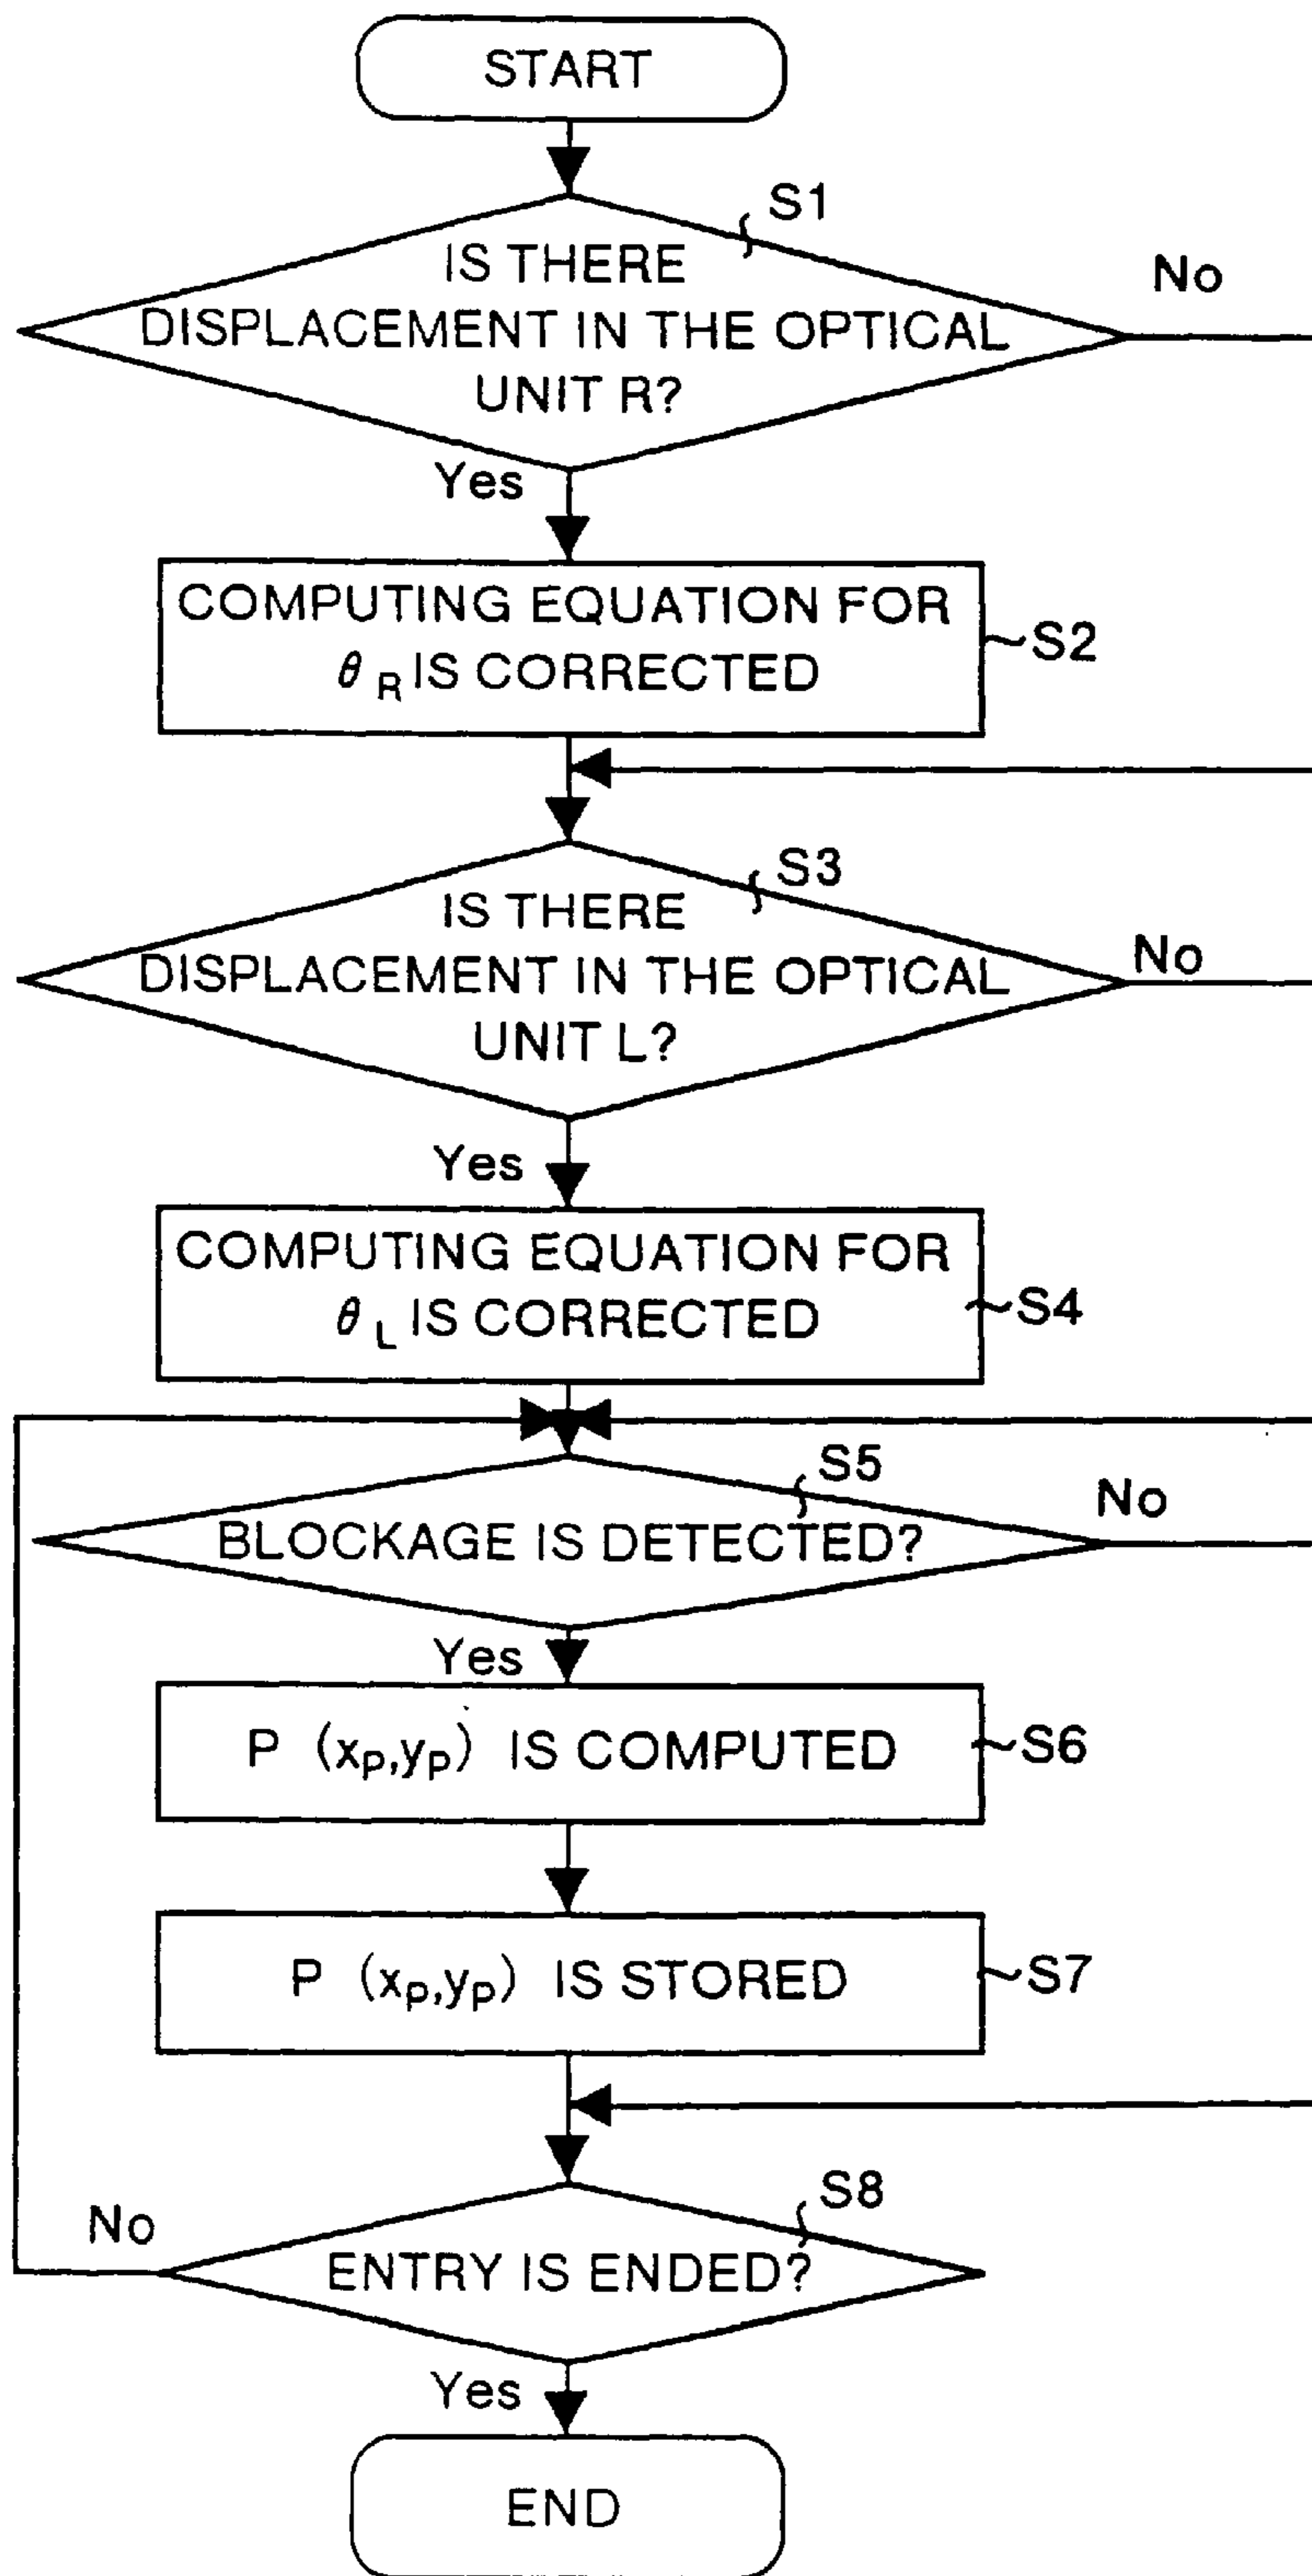 START
S1
IS THERE
DISPLACEMENT IN THE OPTICAL
UNIT R?
No
Yes
COMPUTING EQUATION FOR
θ R IS CORRECTED
S2
S3
IS THERE
DISPLACEMENT IN THE OPTICAL
UNIT L?
No
Yes
COMPUTING EQUATION FOR
θ L IS CORRECTED
S4
S5
BLOCKAGE IS DETECTED?
No
Yes
P (xP,yP) IS COMPUTED
S6
P (xP,yP) IS STORED
S7
S8
No
ENTRY IS ENDED?
Yes
END